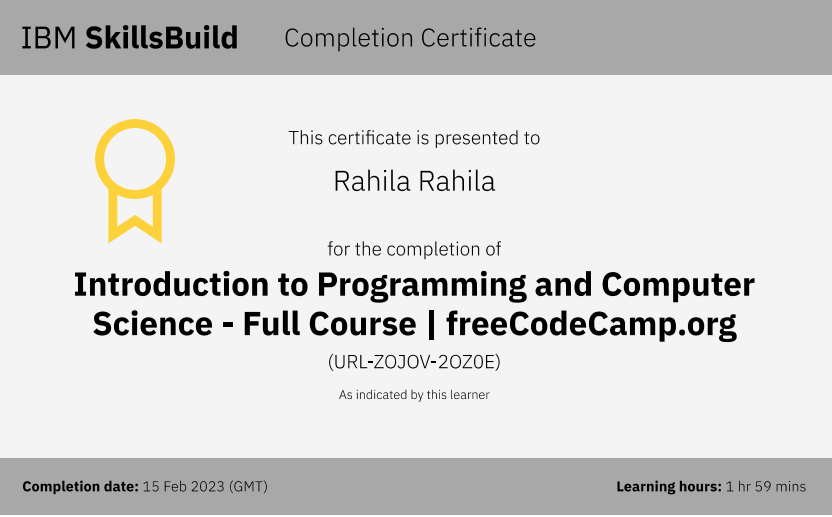 IBM SkillsBuild Completion Certificate
This certificate is presented to
Rahila Rahila
for the completion of
Introduction to Programming and Computer
Science - Full Course | freeCodeCamp.org
(URL-ZOJOV-2OZ0E)
As indicated by this learner
Completion date: 15 Feb 2023 (GMT)
Learning hours: 1 hr 59 mins